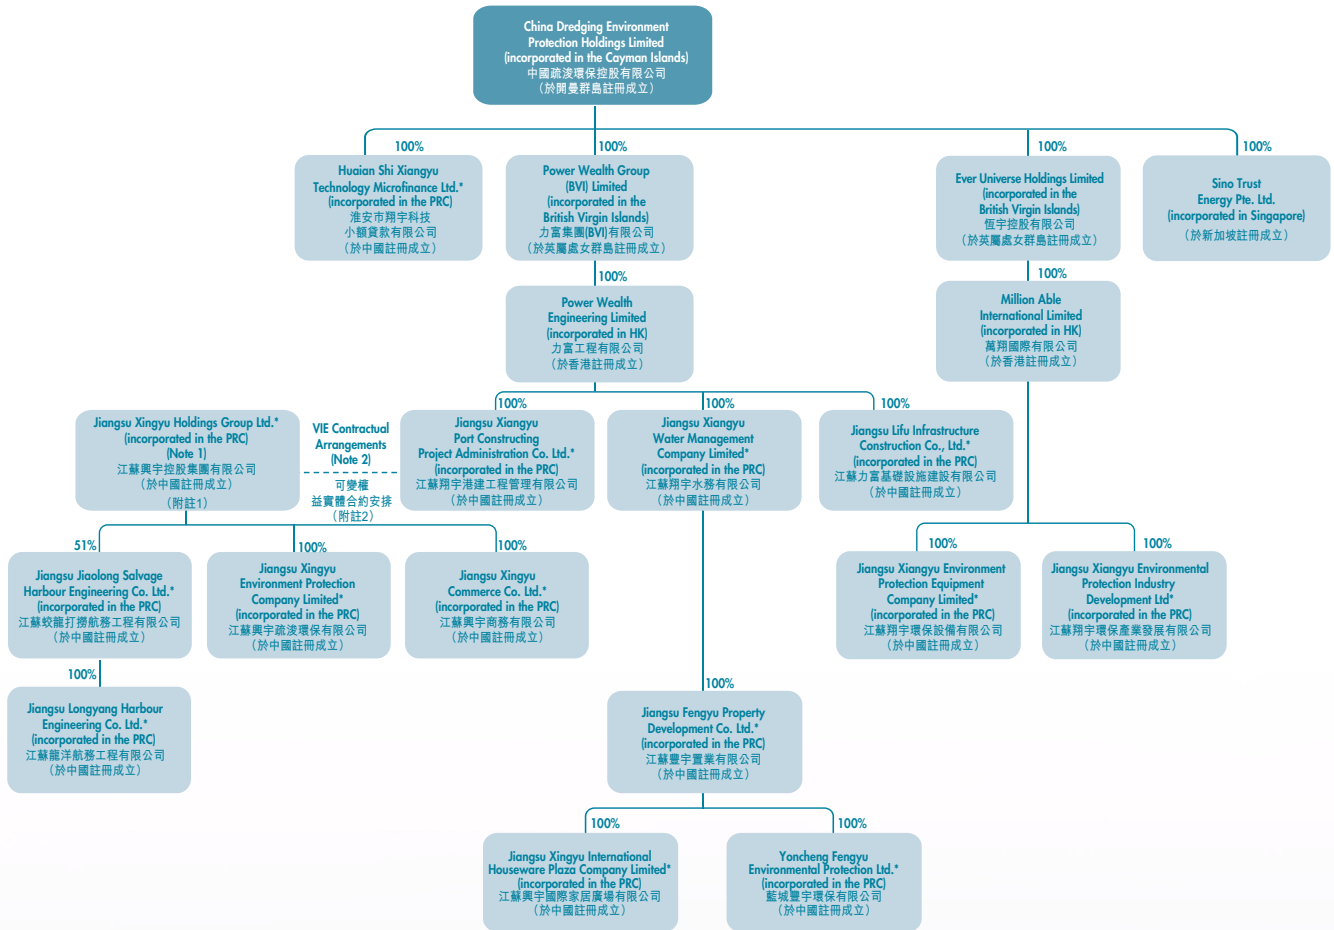 China Dredging Environment
Protection Holdings Limited
(incorporated in the Cayman Islands)
中國疏浚環保控股有限公司
（於開曼群島註冊成立）
100%
100%
100%
100%
Huaian Shi Xiangyu
Technology Microfinance Ltd.*
(incorporated in the PRC)
淮安市翔宇科技
小額貸款有限公司
（於中國註冊成立）
Power Wealth Group
(BVI) Limited
(incorporated in the
British Virgin Islands)
力富集團(BVI)有限公司
（於英屬處女群島註冊成立）
Ever Universe Holdings Limited
(incorporated in the
British Virgin Islands)
恆宇控股有限公司
（於英屬處女群島註冊成立）
Sino Trust
Energy Pte. Ltd.
(incorporated in Singapore)
（於新加坡註冊成立）
100%
100%
Power Wealth
Engineering Limited
(incorporated in HK)
力富工程有限公司
（於香港註冊成立）
Million Able
International Limited
(incorporated in HK)
萬翔國際有限公司
（於香港註冊成立）
100%
100%
100%
Jiangsu Xingyu Holdings Group Ltd.*
(incorporated in the PRC)
(Note 1)
江蘇興宇控股集團有限公司
（於中國註冊成立）
（附註1）
VIE Contractual
Arrangements
(Note 2)
可變權
益實體合約安排
（附註2）
Jiangsu Xiangyu
Port Constructing
Project Administration Co. Ltd.*
(incorporated in the PRC)
江蘇翔宇港建工程管理有限公司
（於中國註冊成立）
Jiangsu Xiangyu
Water Management
Company Limited*
(incorporated in the PRC)
江蘇翔宇水務有限公司
（於中國註冊成立）
Jiangsu Lifu Infrastructure
Construction Co., Ltd.*
(incorporated in the PRC)
江蘇力富基礎設施建設有限公司
（於中國註冊成立）
51%
100%
100%
100%
100%
Jiangsu Jiaolong Salvage
Harbour Engineering Co. Ltd.*
(incorporated in the PRC)
江蘇蛟龍打撈航務工程有限公司
（於中國註冊成立）
Jiangsu Xingyu
Environment Protection
Company Limited*
(incorporated in the PRC)
江蘇興宇疏浚環保有限公司
（於中國註冊成立）
Jiangsu Xingyu
Commerce Co. Ltd.*
(incorporated in the PRC)
江蘇興宇商務有限公司
（於中國註冊成立）
Jiangsu Xiangyu Environment
Protection Equipment
Company Limited*
(incorporated in the PRC)
江蘇翔宇環保設備有限公司
（於中國註冊成立）
Jiangsu Xiangyu Environmental
Protection Industry
Development Ltd*
(incorporated in the PRC)
江蘇翔宇環保產業發展有限公司
（於中國註冊成立）
100%
100%
Jiangsu Longyang Harbour
Engineering Co. Ltd.*
(incorporated in the PRC)
江蘇龍洋航務工程有限公司
（於中國註冊成立）
Jiangsu Fengyu Property
Development Co. Ltd.*
(incorporated in the PRC)
江蘇豐宇置業有限公司
（於中國註冊成立）
100%
100%
Jiangsu Xingyu International
Houseware Plaza Company Limited*
(incorporated in the PRC)
江蘇興宇國際家居廣場有限公司
（於中國註冊成立）
Yoncheng Fengyu
Environmental Protection Ltd.*
(incorporated in the PRC)
藍城豐宇環保有限公司
（於中國註冊成立）